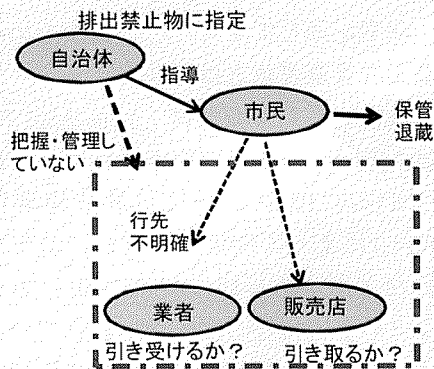 排出禁止物に指定
自治体
指導
市民
保管
退蔵
把握・管理し
ていない
行先
不明確
業者
販売店
引き受けるか?
引き取るか?